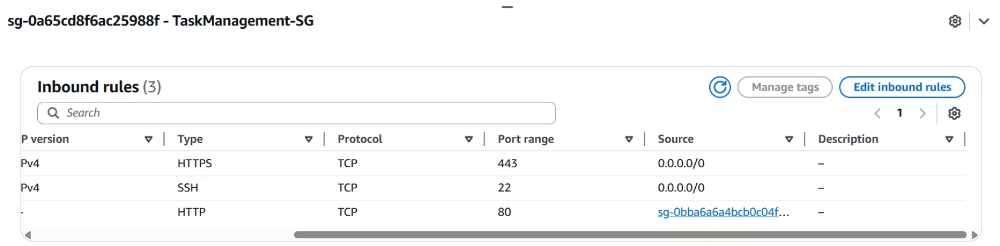 sg-0a65cd8f6ac25988f - TaskManagement-SG
Inbound rules (3)
Manage tags
Edit inbound rules
Search
1
P version Type Protocol Port range Source Description
Pv4 HTTPS TCP 443 0.0.0.0/0 –
Pv4 SSH TCP 22 0.0.0.0/0 –
- HTTP TCP 80 sg-0bba6a6a4bcb0c04f... –